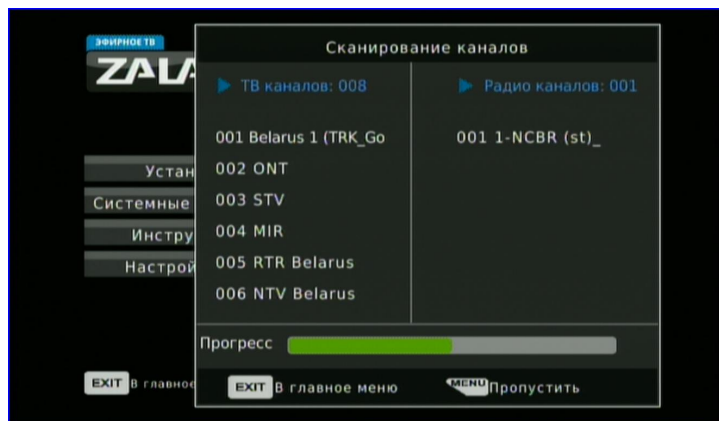 ЭФИРНОЕ ТВ
ZALA
Сканирование каналов
ТВ каналов: 008
Радио каналов: 001
001 Belarus 1 (TRK_Go
001 1-NCBR (st)_
002 ONT
003 STV
004 MIR
005 RTR Belarus
006 NTV Belarus
Устан
Системные
Инстру
Настрой
Прогресс
EXIT В главное
EXIT В главное меню
MENU Пропустить